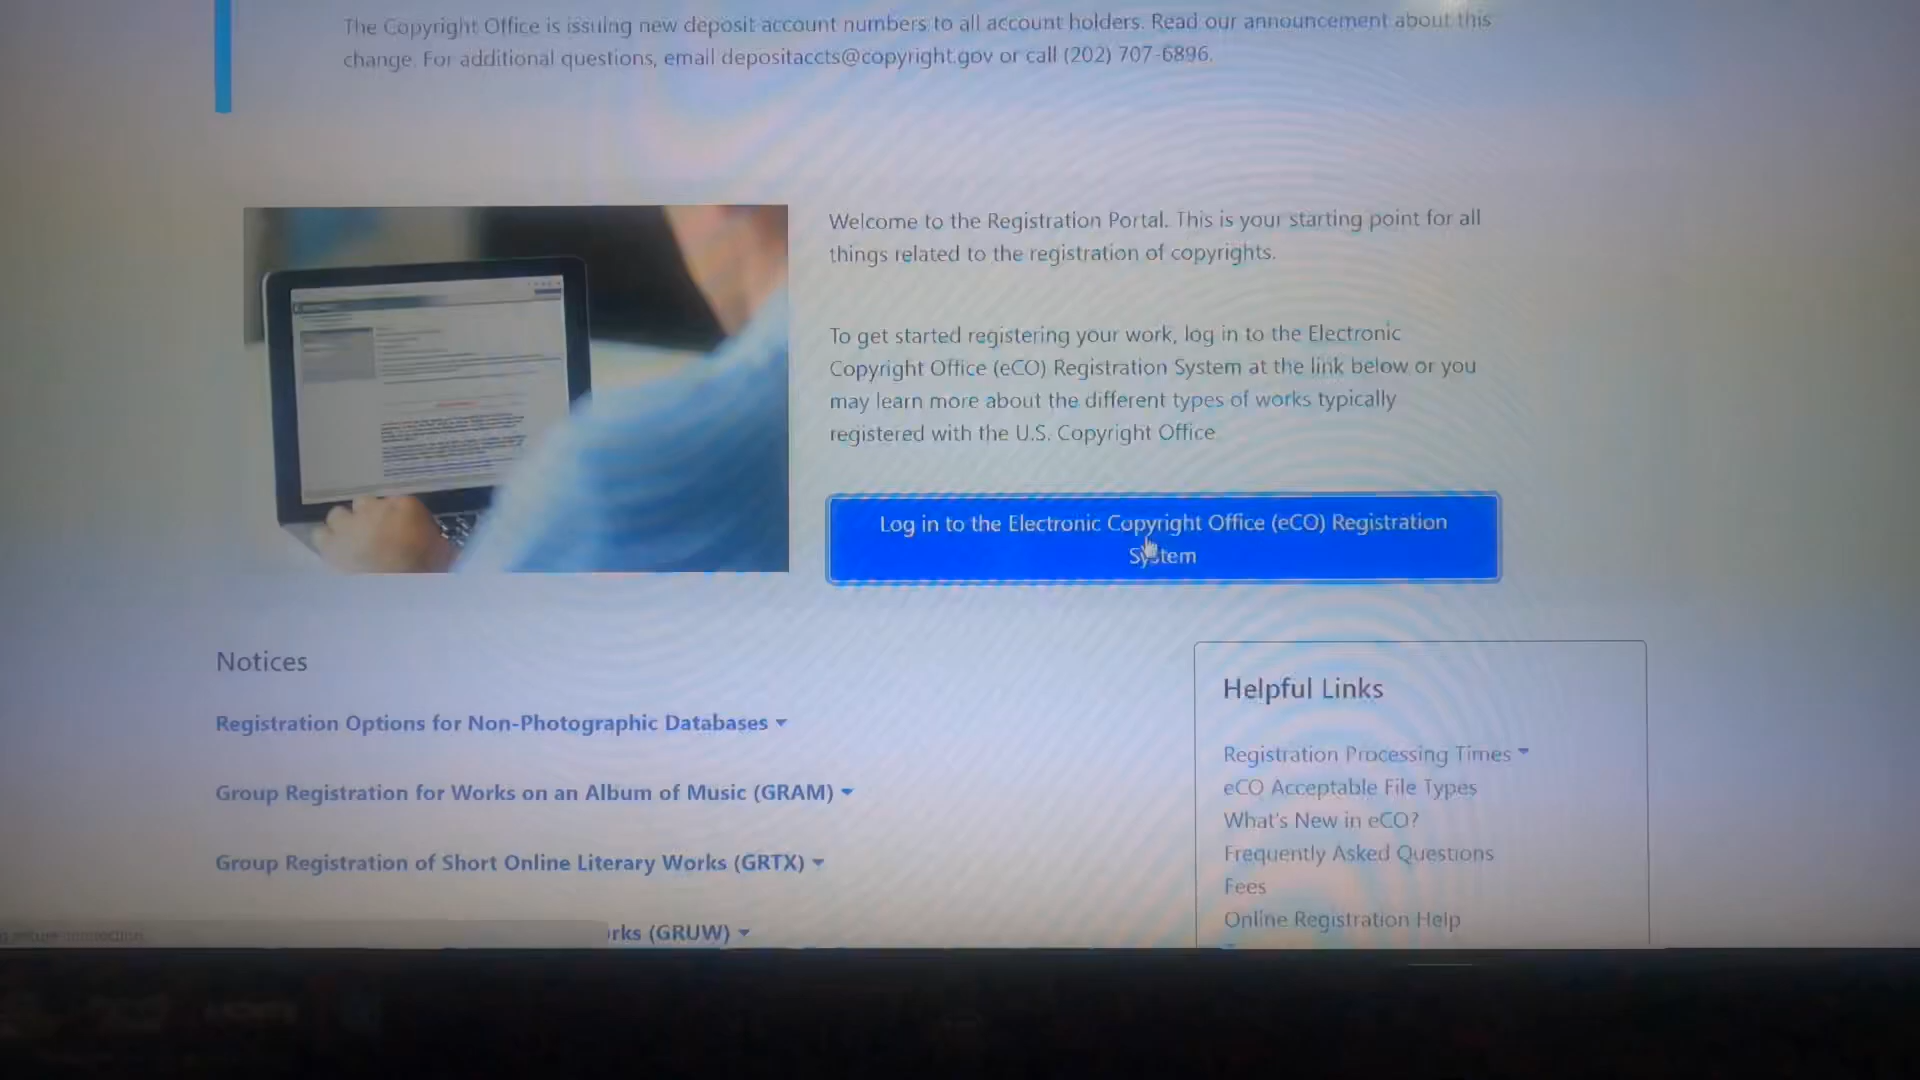 The Copyright Office is issuing new deposit account numbers to all account holders. Read our announcement about this
change. For additional questions, email depositaccts@copyright.gov or call (202) 707-6896.
Welcome to the Registration Portal. This is your starting point for all
things related to the registration of copyrights.
To get started registering your work, log in to the Electronic
Copyright Office (eCO) Registration System at the link below or you
may learn more about the different types of works typically
registered with the U.S. Copyright Office
Log in to the Electronic Copyright Office (eCO) Registration
System
Notices
Registration Options for Non-Photographic Databases
Group Registration for Works on an Album of Music (GRAM)
Group Registration of Short Online Literary Works (GRTX)
rks (GRUW)
Helpful Links
Registration Processing Times
eCO Acceptable File Types
What's New in eCO?
Frequently Asked Questions
Fees
Online Registration Help